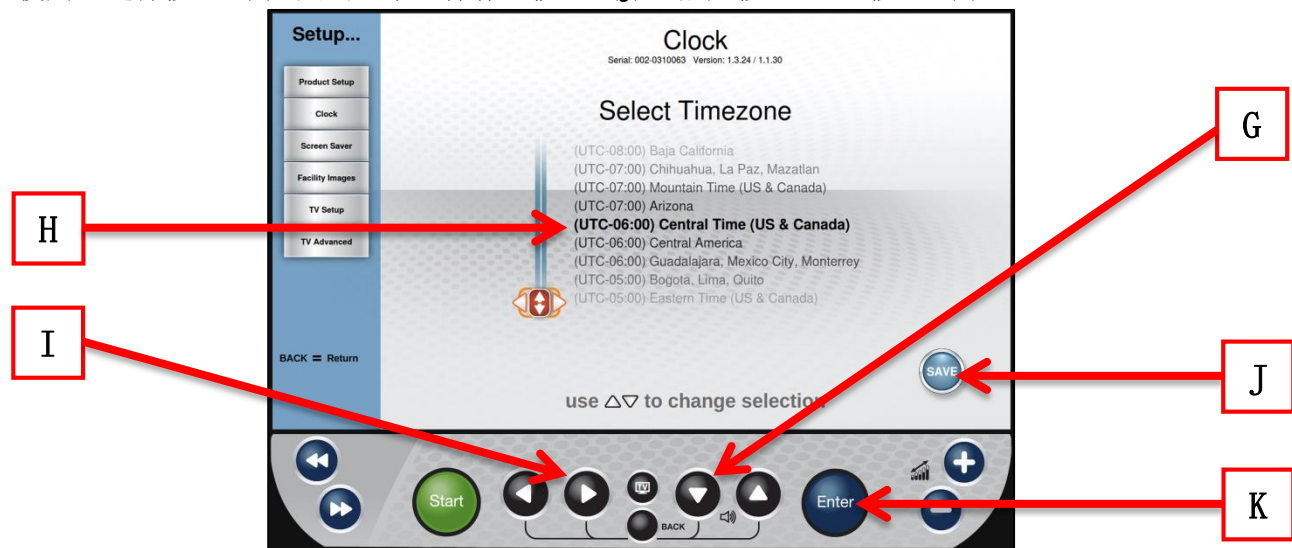 Setup...
Clock
Serial: 002-0310063 Version: 1.3.24 / 1.1.30
Product Setup
Clock
Screen Saver
Facility Images
TV Setup
TV Advanced
BACK = Return
Select Timezone
(UTC-08:00) Baja California
(UTC-07:00) Chihuahua, La Paz, Mazatlan
(UTC-07:00) Mountain Time (US & Canada)
(UTC-07:00) Arizona
(UTC-06:00) Central Time (US & Canada)
(UTC-06:00) Central America
(UTC-06:00) Guadalajara, Mexico City, Monterrey
(UTC-05:00) Bogota, Lima, Quito
(UTC-05:00) Eastern Time (US & Canada)
SAVE
use △▽ to change selection
Start
TV
BACK
Enter
G
H
I
J
K